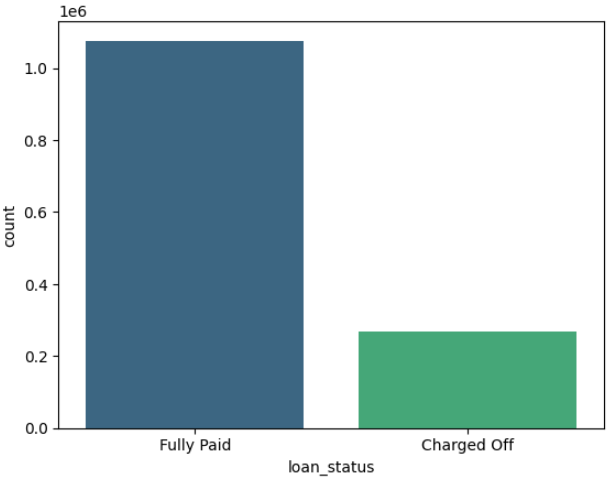 1e6
1.0
0.8
0.6
0.4
0.2
0.0
count
Fully Paid
Charged Off
loan_status